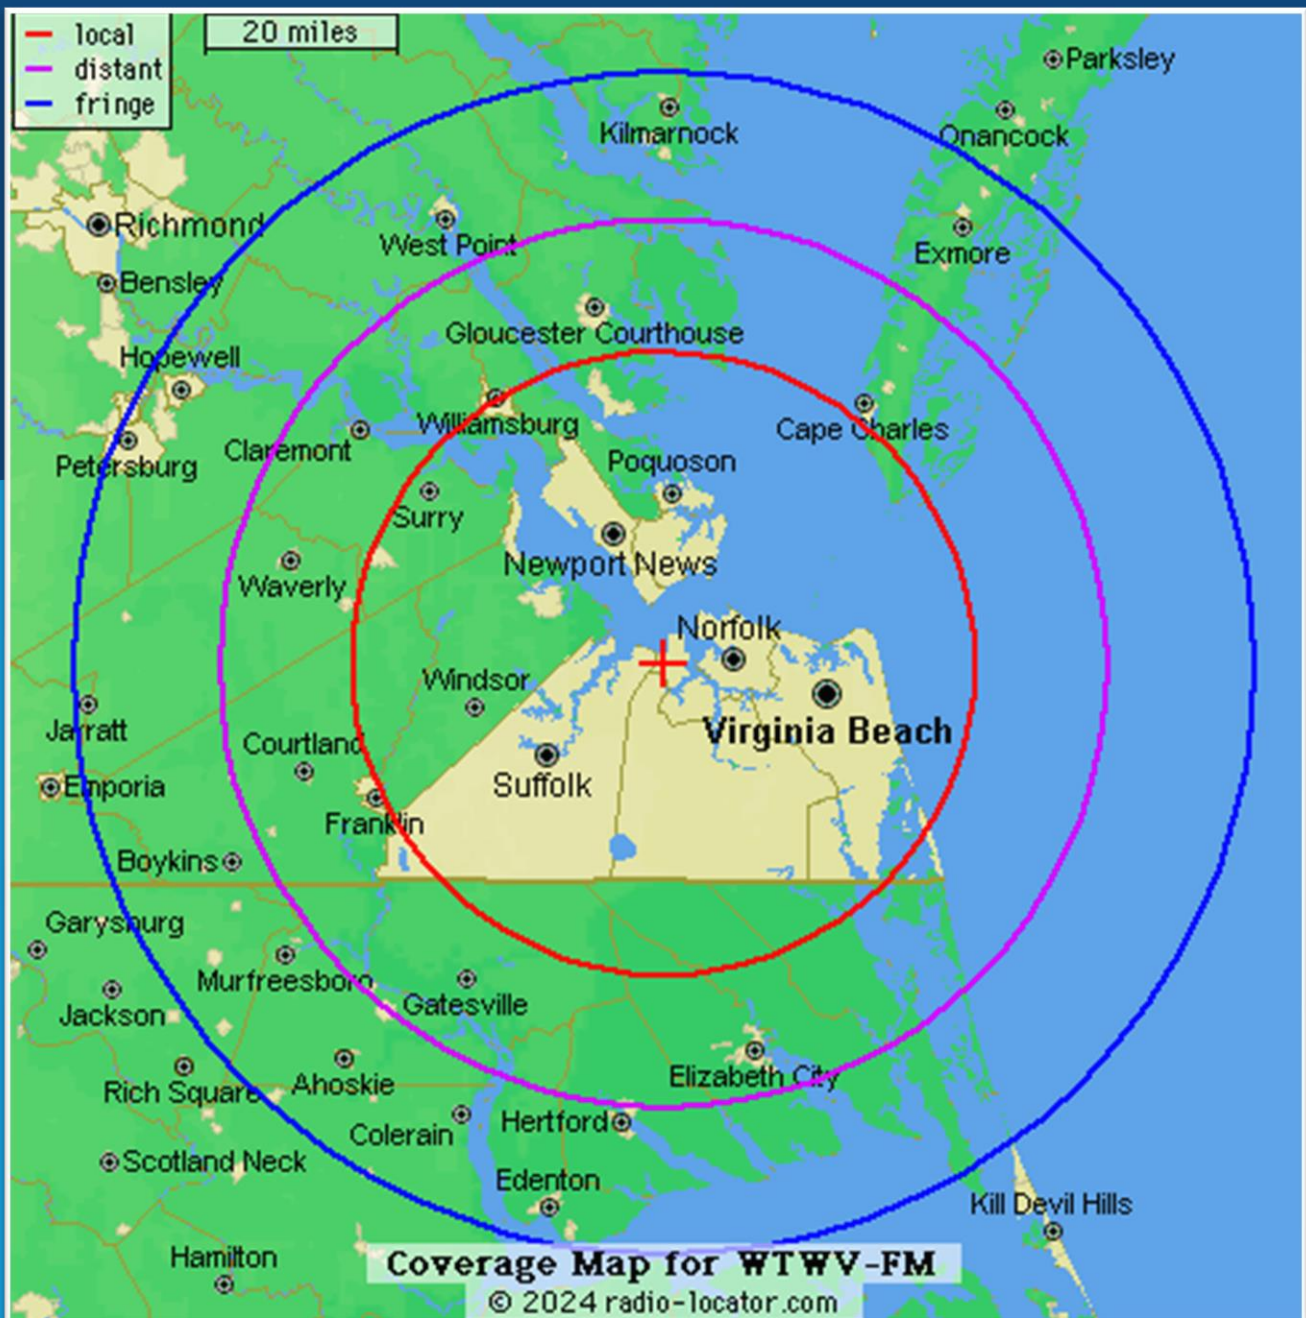 local
20 miles
distant
fringe
Parksley
Onancock
Kilmarnock
Richmond
West Point
Exmore
Bensley
Gloucester Courthouse
Hopewell
Williamsburg
Cape Charles
Claremont
Petersburg
Poquoson
Surry
Newport News
Waverly
Norfolk
Windsor
Jarratt
Virginia Beach
Courtland
Suffolk
Emporia
Franklin
Boykins
Garysburg
Murfreesboro
Gatesville
Jackson
Elizabeth City
Rich Square
Ahoskie
Hertford
Colerain
Scotland Neck
Edenton
Kill Devil Hills
Hamilton
Coverage Map for WTWV-FM
© 2024 radio-locator.com